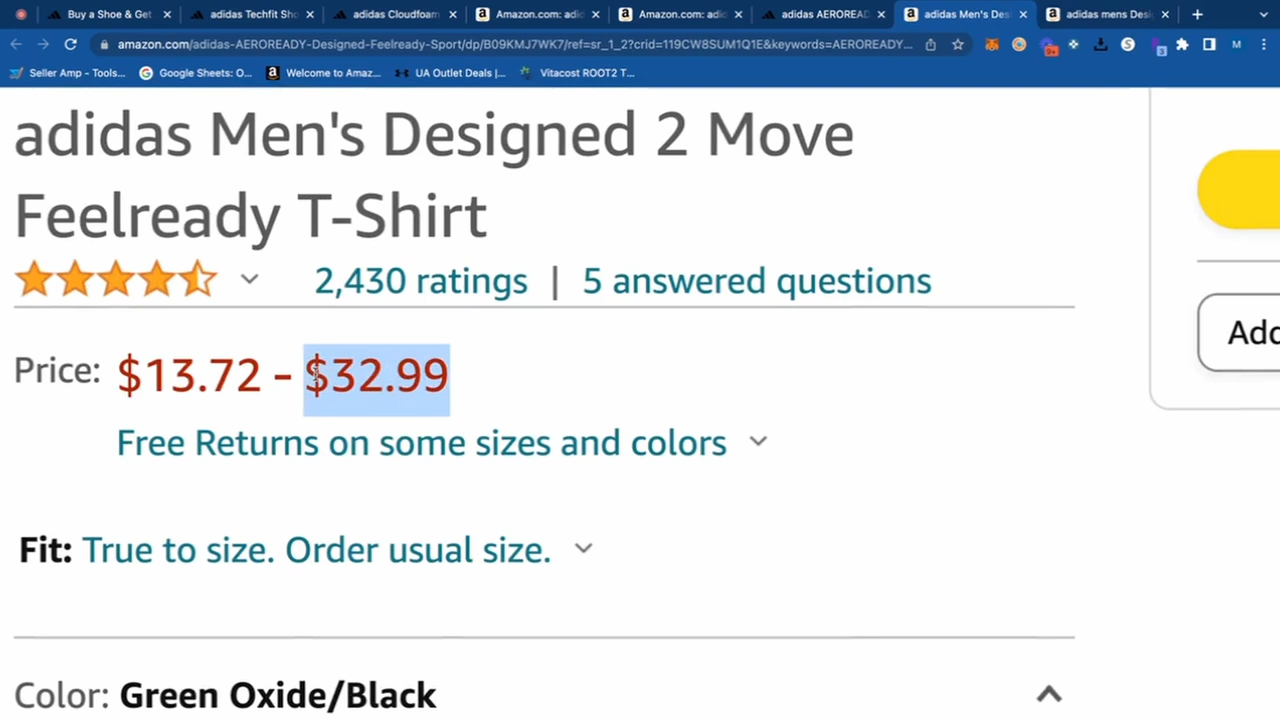 Buy a Shoe & Get
adidas Techfit Sho
adidas Cloudfoam
Amazon.com: adid
Amazon.com: adid
adidas AEROREAD
adidas Men's Desi
adidas mens Desi
amazon.com/adidas-AEROREADY-Designed-Feelready-Sport/dp/B09KMJ7WK7/ref=sr_1_2?crid=119CW8SUM1Q1E&keywords=AEROREADY...
Seller Amp - Tools...
Google Sheets: O...
Welcome to Amaz...
UA Outlet Deals |...
Vitacost ROOT2 T...
adidas Men's Designed 2 Move
Feelready T-Shirt
2,430 ratings | 5 answered questions
Price: $13.72 - $32.99
Free Returns on some sizes and colors
Fit: True to size. Order usual size.
Color: Green Oxide/Black
Add